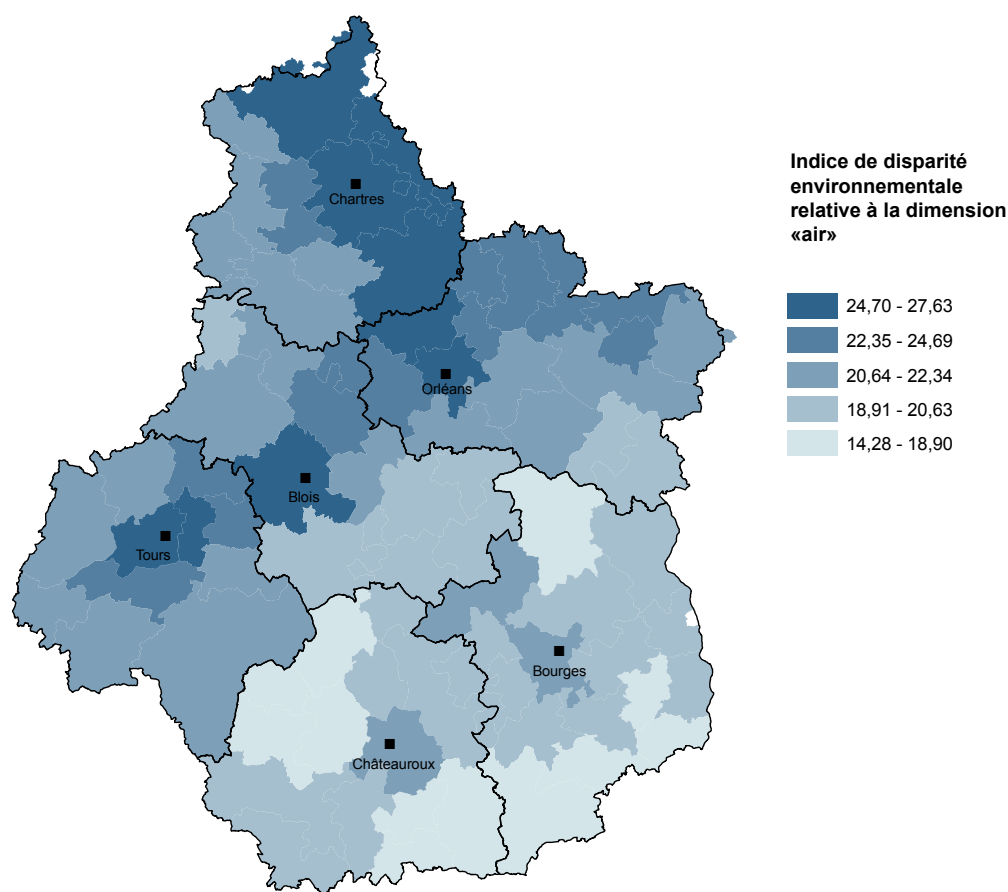 Chartres
Orléans
Blois
Tours
Bourges
Châteauroux
Indice de disparité
environnementale
relative à la dimension
«air»
24,70 - 27,63
22,35 - 24,69
20,64 - 22,34
18,91 - 20,63
14,28 - 18,90